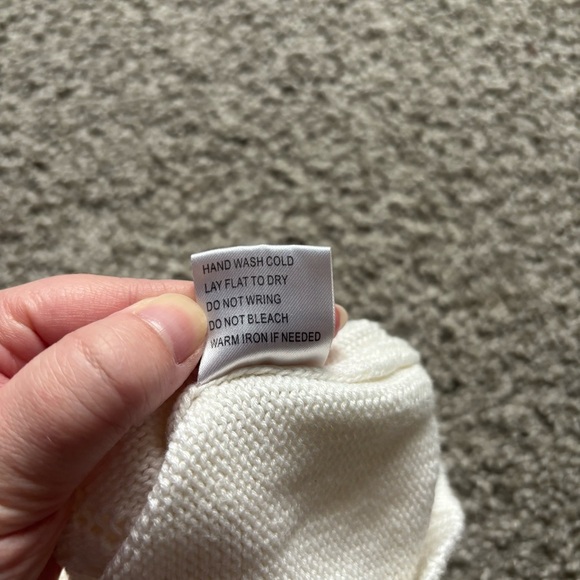 HAND WASH COLD
LAY FLAT TO DRY
DO NOT WRING
DO NOT BLEACH
WARM IRON IF NEEDED